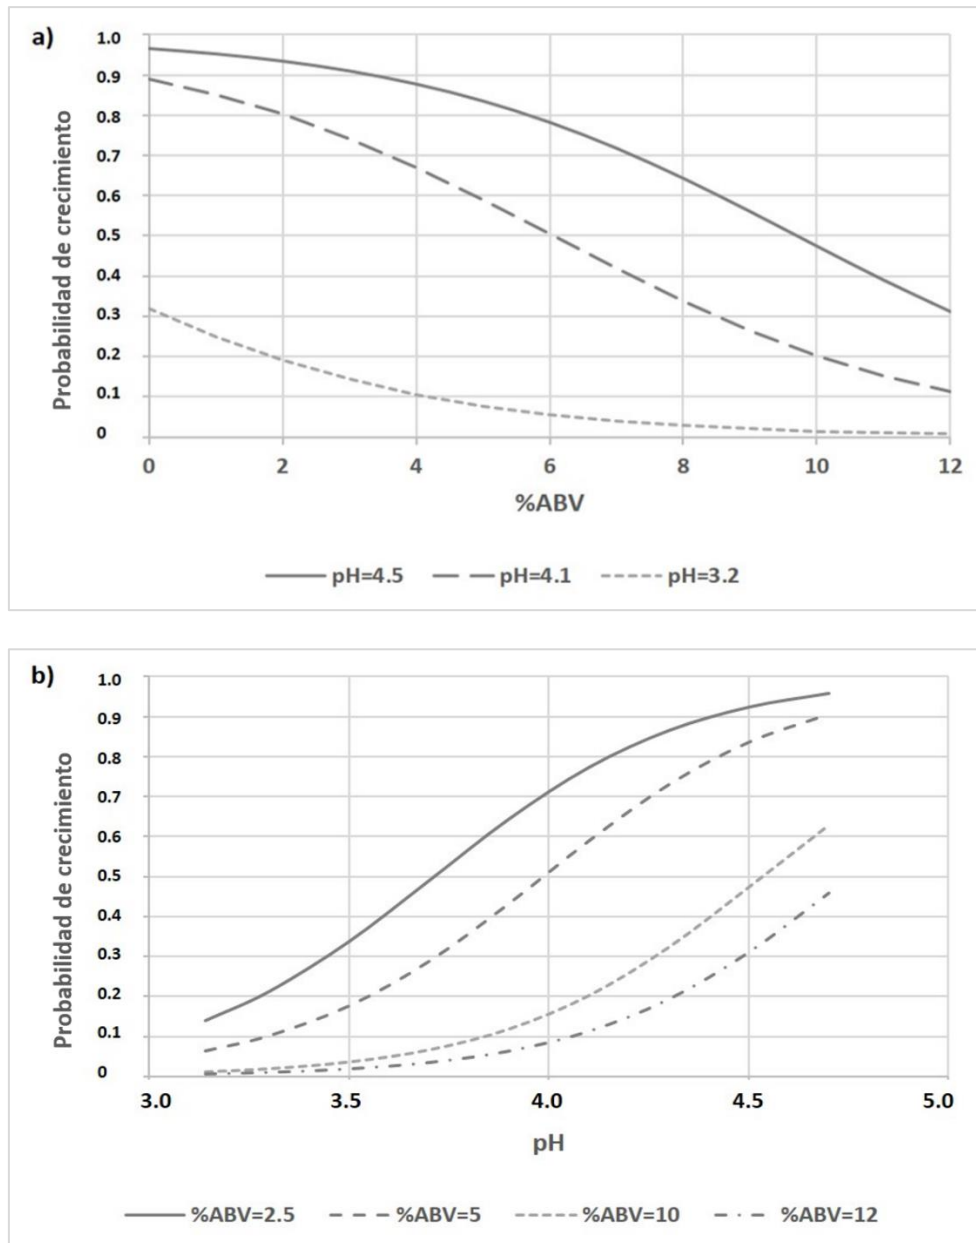 a)
Probabilidad de crecimiento
1.0
0.9
0.8
0.7
0.6
0.5
0.4
0.3
0.2
0.1
0
0 2 4 6 8 10 12
%ABV
pH=4.5 pH=4.1 pH=3.2
b)
Probabilidad de crecimiento
1.0
0.9
0.8
0.7
0.6
0.5
0.4
0.3
0.2
0.1
0
3.0 3.5 4.0 4.5 5.0
pH
%ABV=2.5 %ABV=5 %ABV=10 %ABV=12